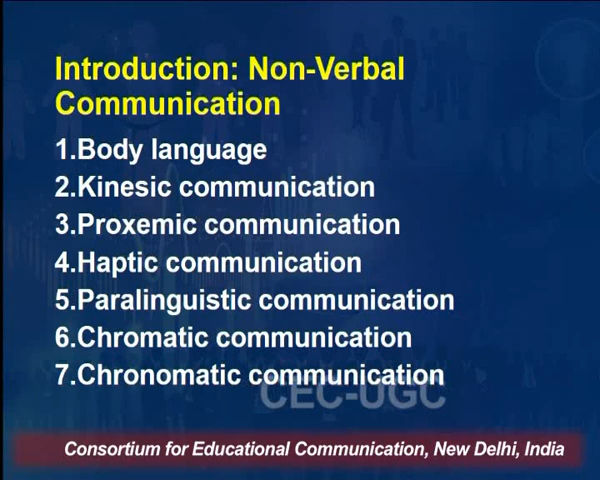 Introduction: Non-Verbal
Communication
1.Body language
2.Kinesic communication
3.Proxemic communication
4.Haptic communication
5.Paralinguistic communication
6.Chromatic communication
7.Chronomatic communication
CEC-UGC
Consortium for Educational Communication, New Delhi, India